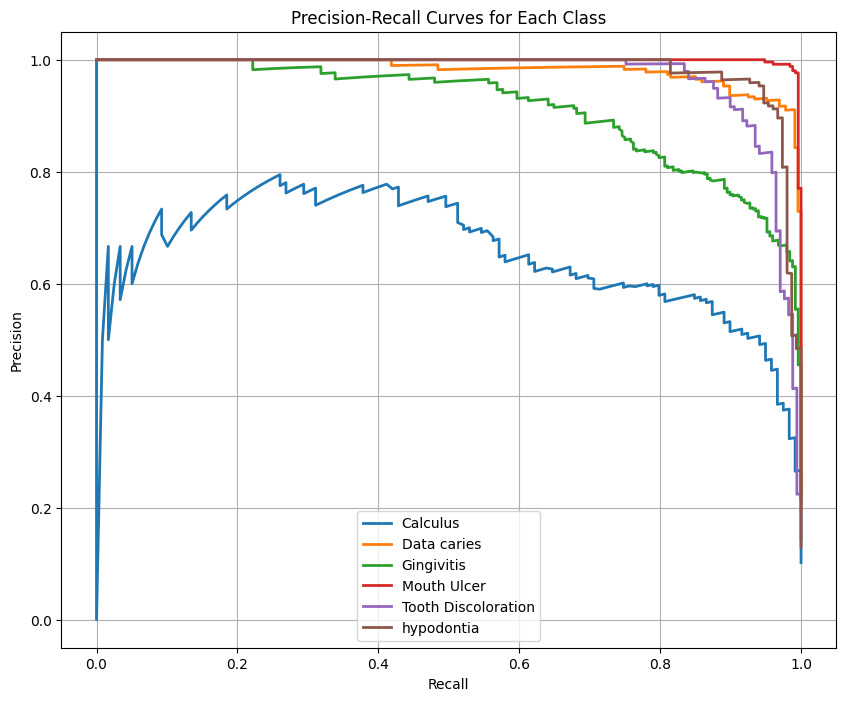 Precision-Recall Curves for Each Class
1.0
0.8
0.6
0.4
0.2
0.0
Precision
Calculus
Data caries
Gingivitis
Mouth Ulcer
Tooth Discoloration
hypodontia
0.0 0.2 0.4 0.6 0.8 1.0
Recall